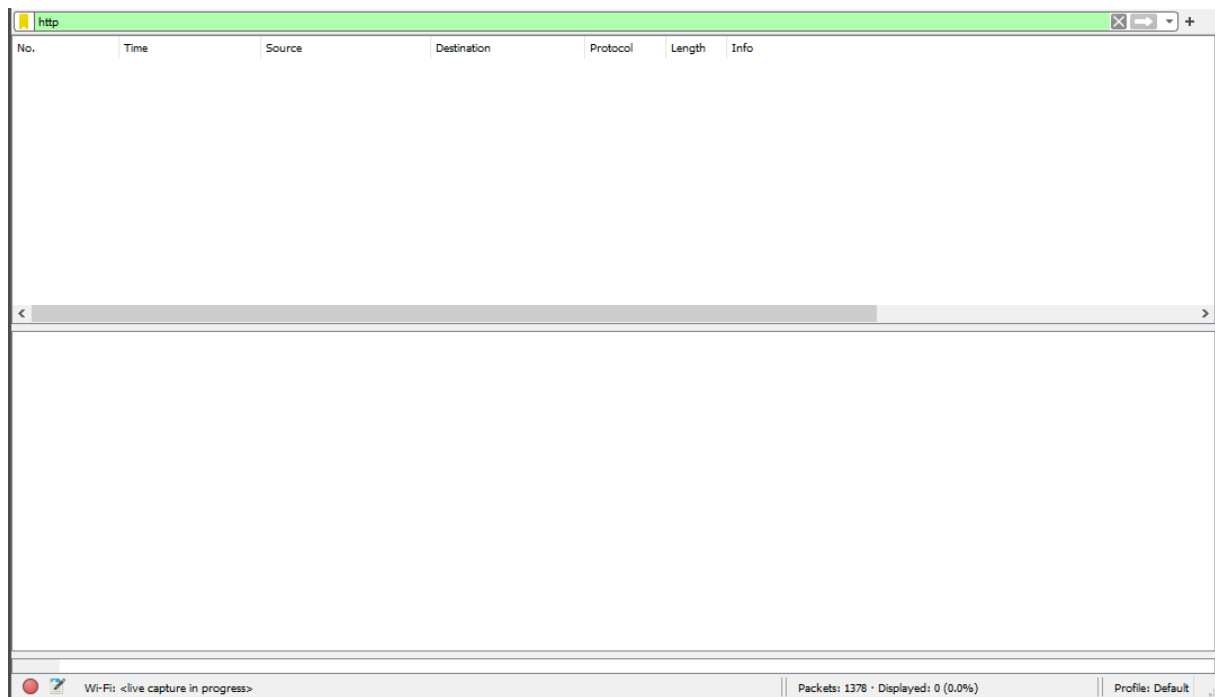 http
No. Time Source Destination Protocol Length Info
Wi-Fi: <live capture in progress> Packets: 1378 · Displayed: 0 (0.0%) Profile: Default